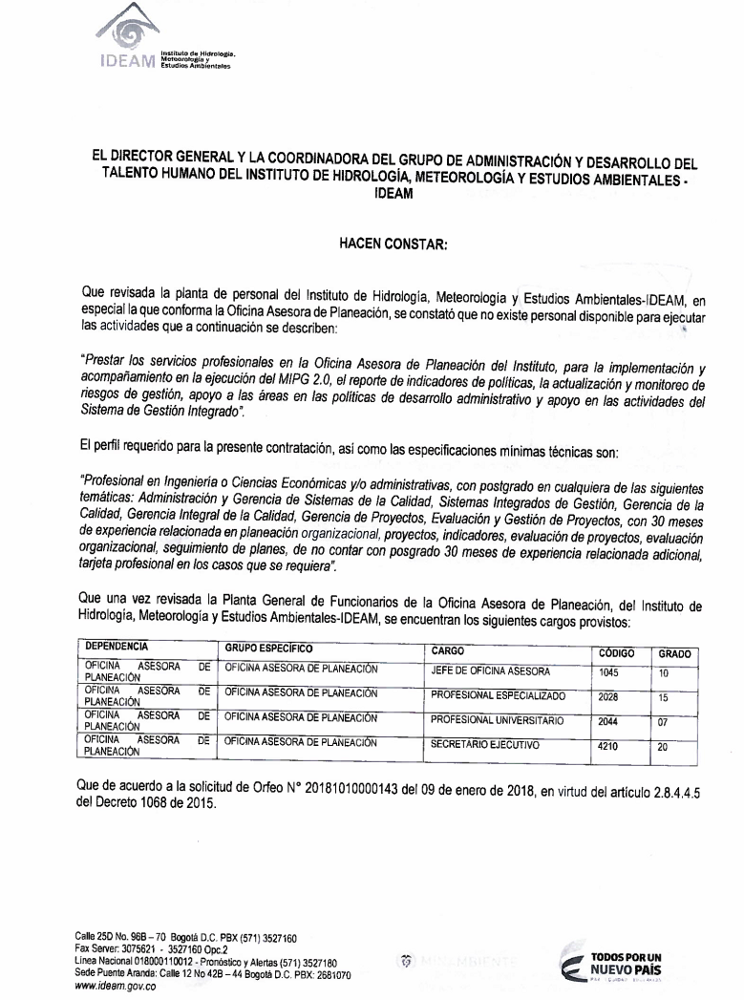 IDEAM
Instituto de Hidrología,
Meteorología y
Estudios Ambientales
EL DIRECTOR GENERAL Y LA COORDINADORA DEL GRUPO DE ADMINISTRACIÓN Y DESARROLLO DEL
TALENTO HUMANO DEL INSTITUTO DE HIDROLOGÍA, METEOROLOGÍA Y ESTUDIOS AMBIENTALES -
IDEAM
HACEN CONSTAR:
Que revisada la planta de personal del Instituto de Hidrología, Meteorología y Estudios Ambientales-IDEAM, en
especial la que conforma la Oficina Asesora de Planeación, se constató que no existe personal disponible para ejecutar
las actividades que a continuación se describen:
“Prestar los servicios profesionales en la Oficina Asesora de Planeación del Instituto, para la implementación y
acompañamiento en la ejecución del MIPG 2.0, el reporte de indicadores de políticas, la actualización y monitoreo de
riesgos de gestión, apoyo a las áreas en las políticas de desarrollo administrativo y apoyo en las actividades del
Sistema de Gestión Integrado”.
El perfil requerido para la presente contratación, así como las especificaciones mínimas técnicas son:
“Profesional en Ingeniería o Ciencias Económicas y/o administrativas, con postgrado en cualquiera de las siguientes
temáticas: Administración y Gerencia de Sistemas de la Calidad, Sistemas Integrados de Gestión, Gerencia de la
Calidad, Gerencia Integral de la Calidad, Gerencia de Proyectos, Evaluación y Gestión de Proyectos, con 30 meses
de experiencia relacionada en planeación organizacional, proyectos, indicadores, evaluación de proyectos, evaluación
organizacional, seguimiento de planes, de no contar con posgrado 30 meses de experiencia relacionada adicional,
tarjeta profesional en los casos que se requiera”.
Que una vez revisada la Planta General de Funcionarios de la Oficina Asesora de Planeación, del Instituto de
Hidrología, Meteorología y Estudios Ambientales-IDEAM, se encuentran los siguientes cargos provistos:
DEPENDENCIA GRUPO ESPECÍFICO CARGO CÓDIGO GRADO
OFICINA ASESORA DE OFICINA ASESORA DE PLANEACIÓN JEFE DE OFICINA ASESORA 1045 10
PLANEACIÓN
OFICINA ASESORA DE OFICINA ASESORA DE PLANEACIÓN PROFESIONAL ESPECIALIZADO 2028 15
PLANEACIÓN
OFICINA ASESORA DE OFICINA ASESORA DE PLANEACIÓN PROFESIONAL UNIVERSITARIO 2044 07
PLANEACIÓN
OFICINA ASESORA DE OFICINA ASESORA DE PLANEACIÓN SECRETARIO EJECUTIVO 4210 20
PLANEACIÓN
Que de acuerdo a la solicitud de Orfeo N° 20181010000143 del 09 de enero de 2018, en virtud del artículo 2.8.4.4.5
del Decreto 1068 de 2015.
Calle 25D No. 96B – 70 Bogotá D.C. PBX (571) 3527160
Fax Server: 3075621 - 3527160 Opc.2
Línea Nacional 018000110012 - Pronóstico y Alertas (571) 3527180
Sede Puente Aranda: Calle 12 No 42B – 44 Bogotá D.C. PBX: 2681070
www.ideam.gov.co
MINAMBIENTE
TODOS POR UN
NUEVO PAÍS